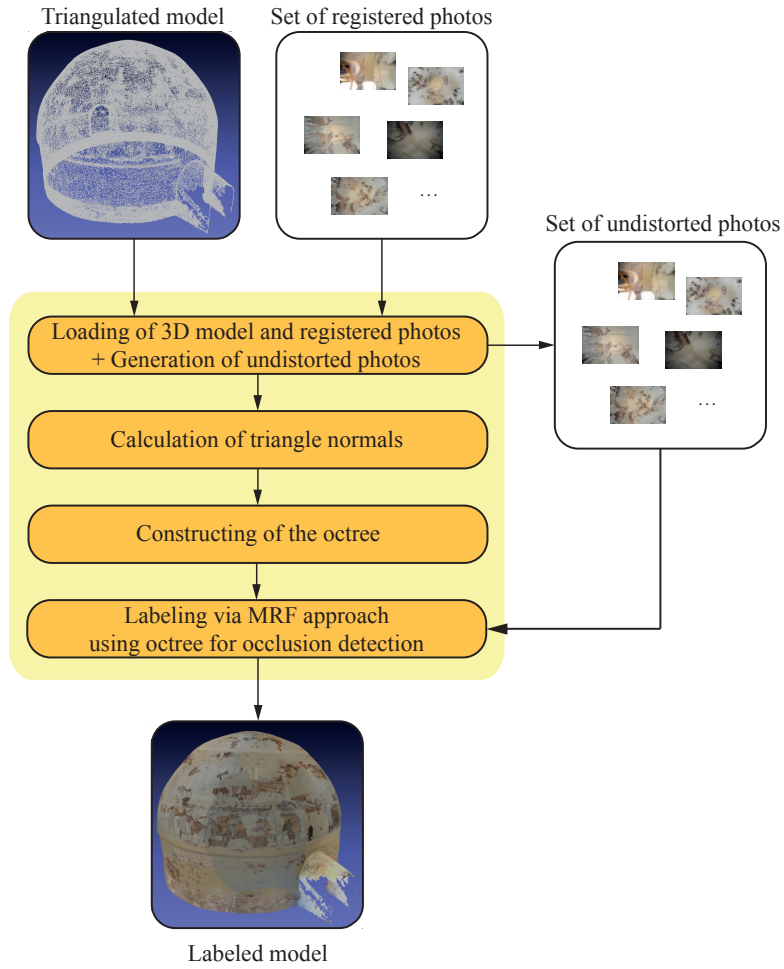 Triangulated model
Set of registered photos
...
Set of undistorted photos
...
Loading of 3D model and registered photos
+ Generation of undistorted photos
Calculation of triangle normals
Constructing of the octree
Labeling via MRF approach
using octree for occlusion detection
Labeled model